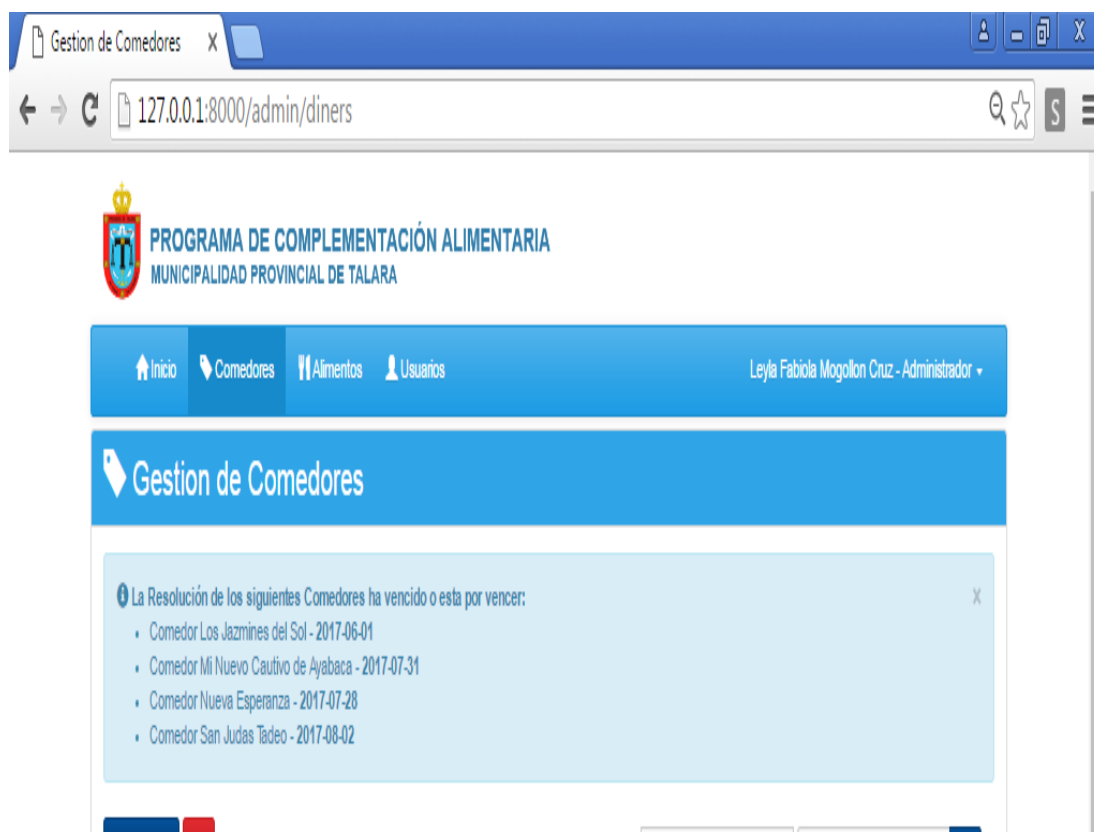 Gestion de Comedores X
127.0.0.1:8000/admin/diners
S
PROGRAMA DE COMPLEMENTACIÓN ALIMENTARIA
MUNICIPALIDAD PROVINCIAL DE TALARA
Inicio Comedores Alimentos Usuarios Leyla Fabiola Mogollon Cruz - Administrador
Gestion de Comedores
La Resolución de los siguientes Comedores ha vencido o esta por vencer: x
Comedor Los Jazmines del Sol - 2017-06-01
Comedor Mi Nuevo Cautivo de Ayabaca - 2017-07-31
Comedor Nueva Esperanza - 2017-07-28
Comedor San Judas Tadeo - 2017-08-02